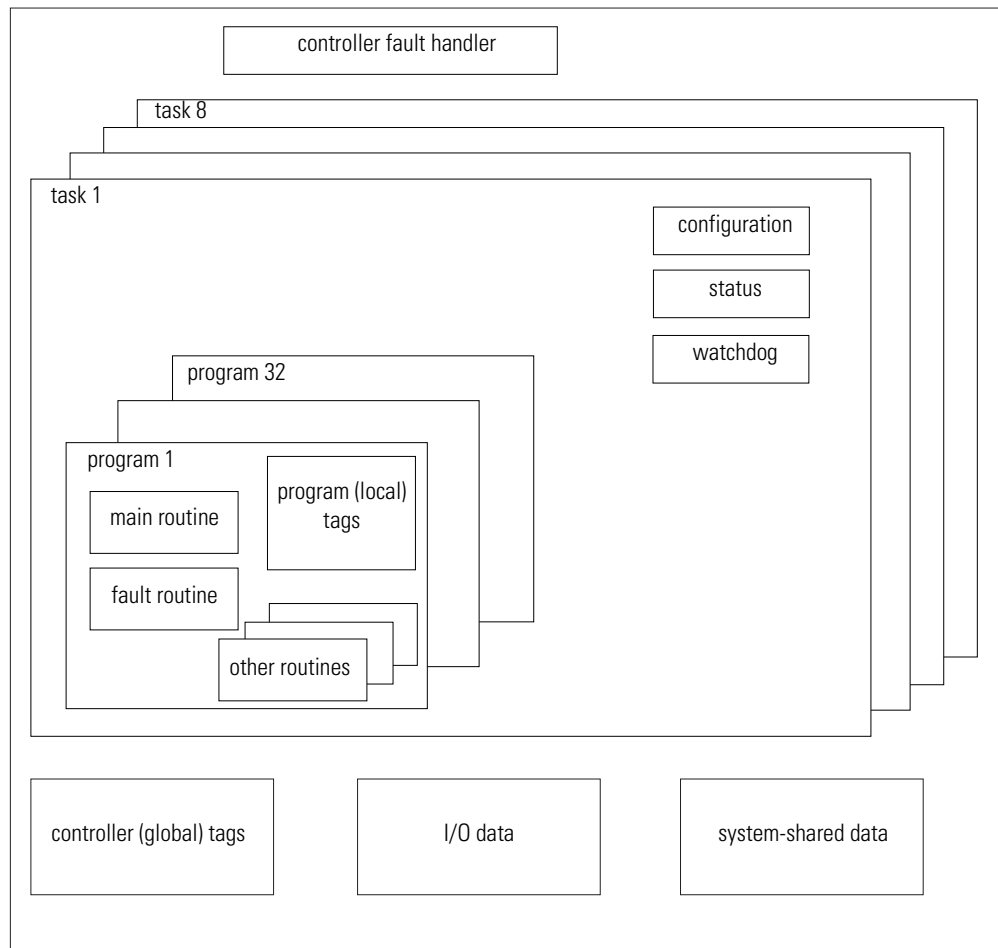 controller fault handler
task 8
task 1
configuration
status
watchdog
program 32
program 1
program (local)
tags
main routine
fault routine
other routines
controller (global) tags
I/O data
system-shared data